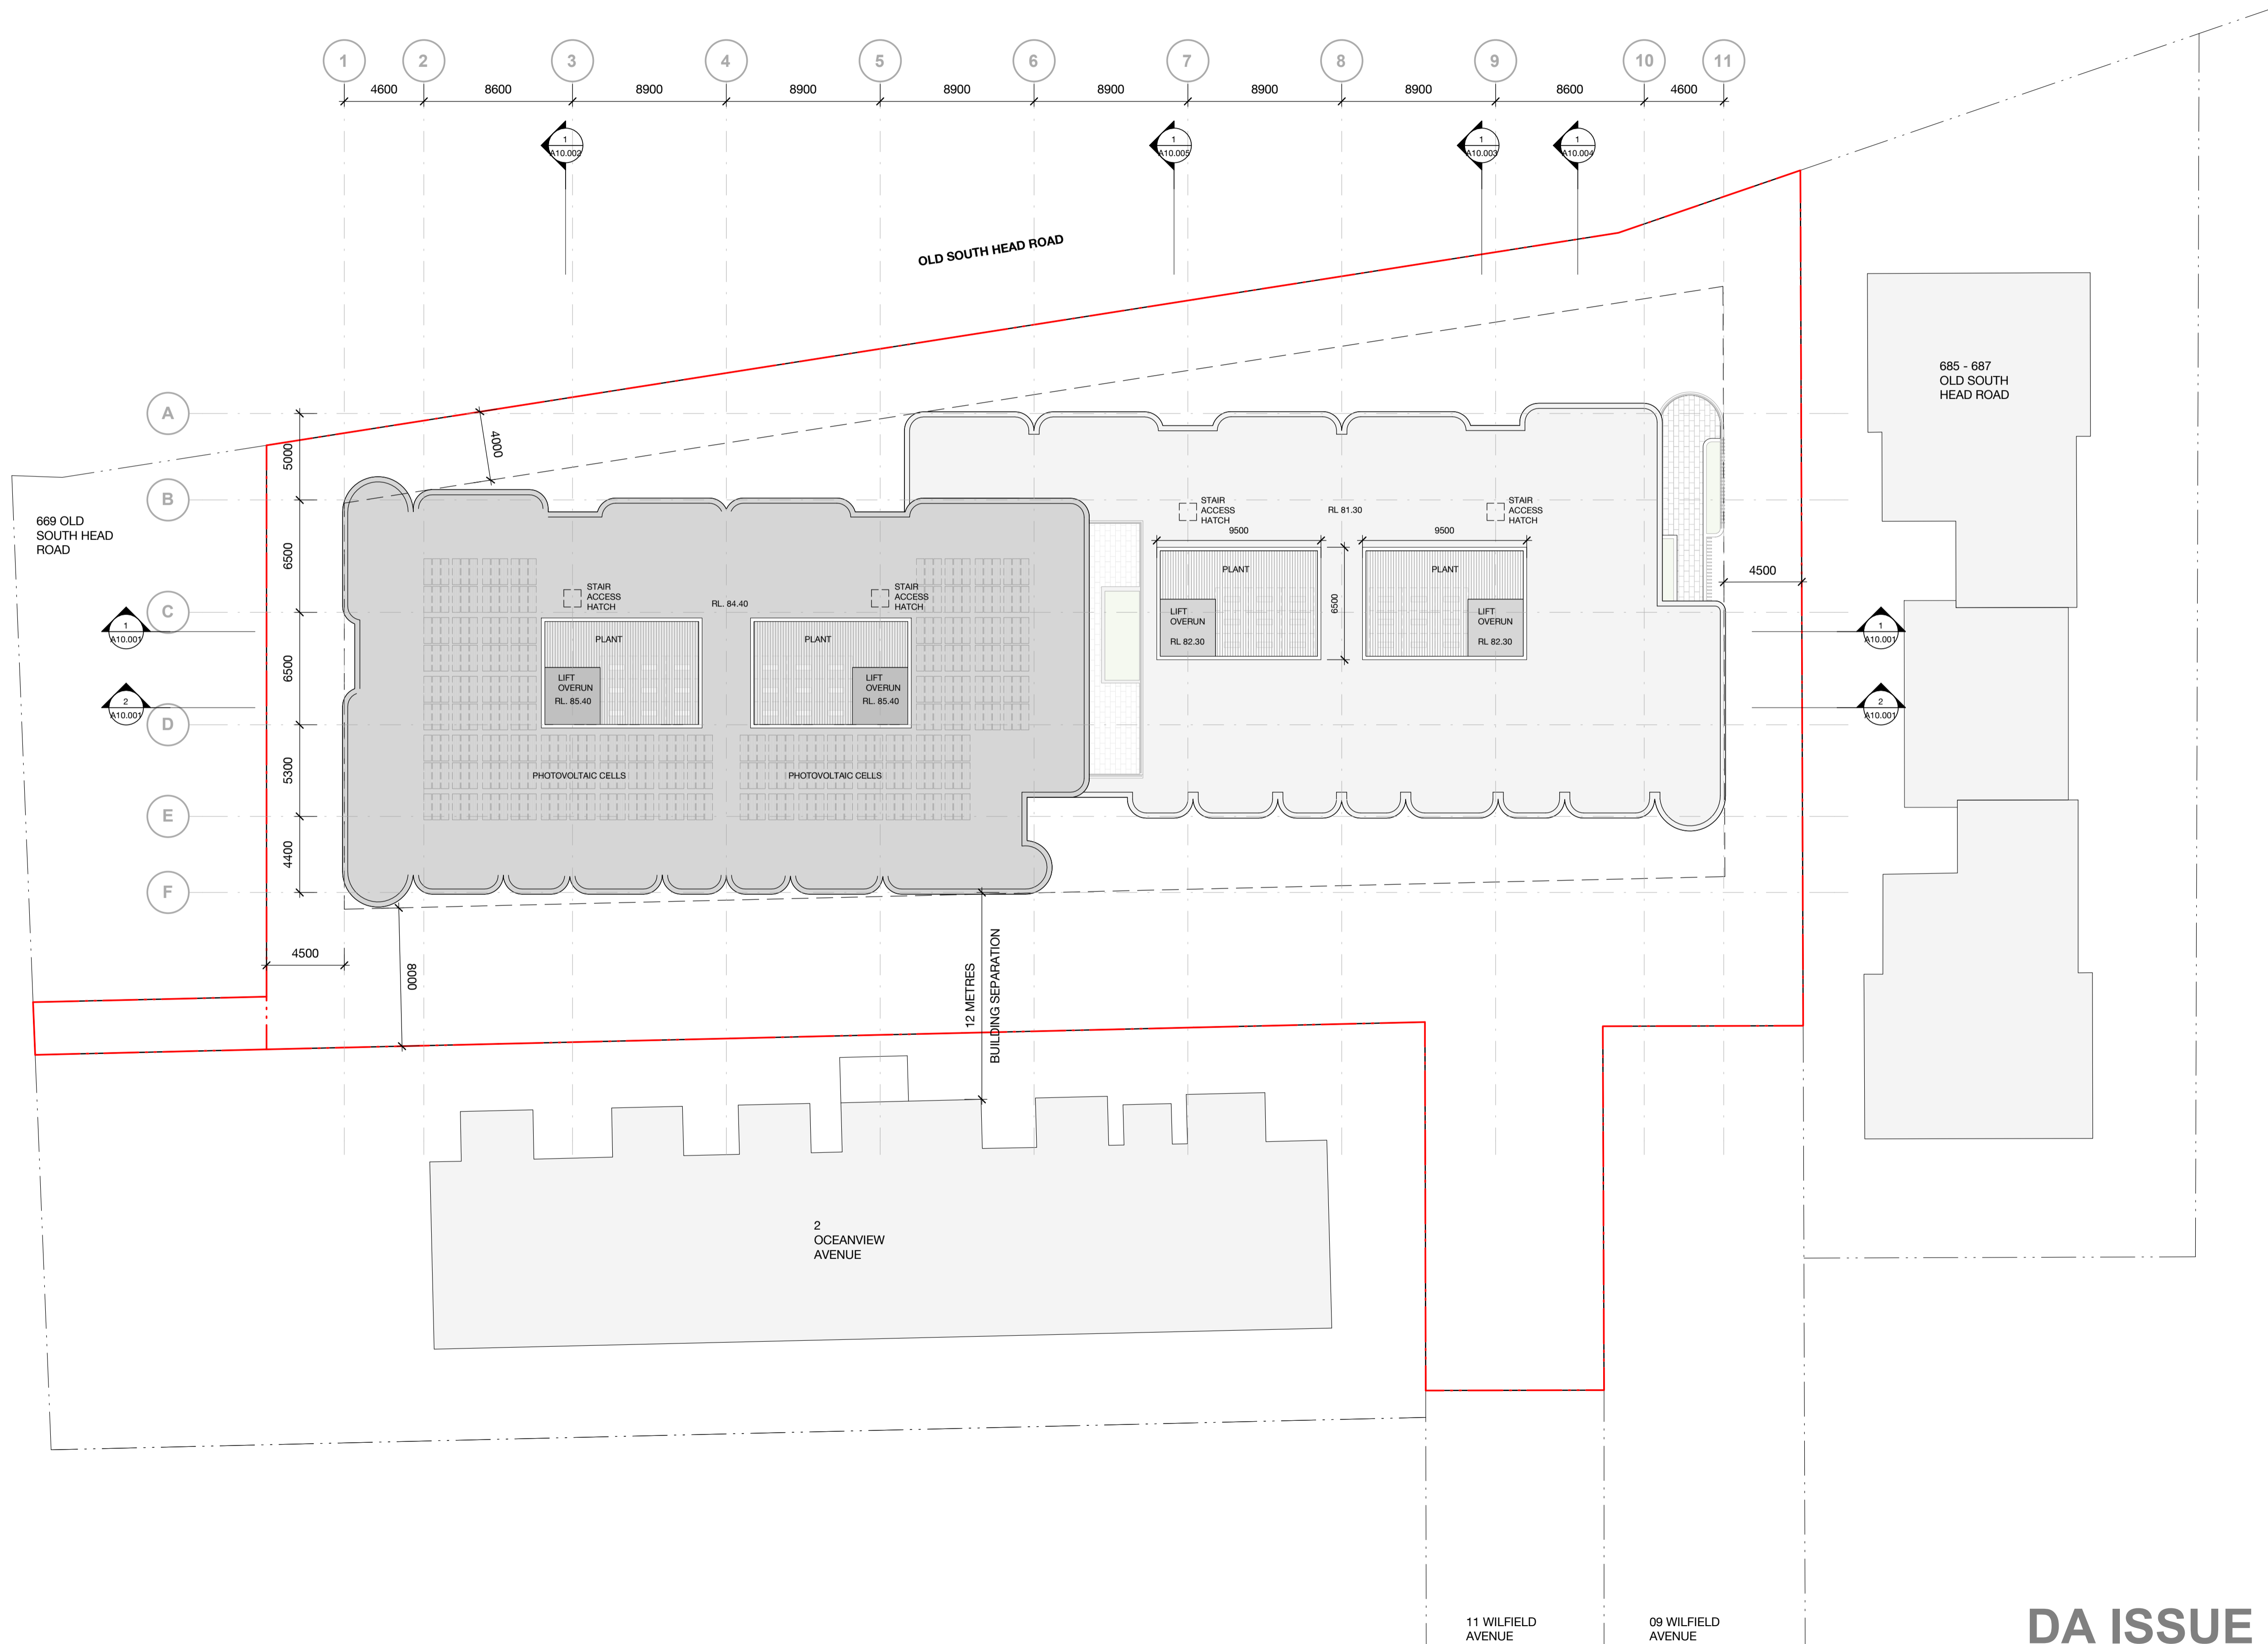 1 2 3 4 5 6 7 8 9 10 11
4600 8600 8900 8900 8900 8900 8900 8900 8600 4600
1
A10.002
1
A10.005
1
A10.003
1
A10.004
OLD SOUTH HEAD ROAD
685 - 687
OLD SOUTH
HEAD ROAD
A
B
C
D
E
F
5000
6500
6500
5300
4400
4000
669 OLD
SOUTH HEAD
ROAD
STAIR
ACCESS
HATCH
RL 81.30
STAIR
ACCESS
HATCH
9500
9500
PLANT
PLANT
6500
LIFT
OVERUN
RL 82.30
LIFT
OVERUN
RL 82.30
4500
STAIR
ACCESS
HATCH
RL. 84.40
STAIR
ACCESS
HATCH
PLANT
PLANT
LIFT
OVERUN
RL. 85.40
LIFT
OVERUN
RL. 85.40
1
A10.001
2
A10.001
1
A10.001
2
A10.001
PHOTOVOLTAIC CELLS
PHOTOVOLTAIC CELLS
4500
8000
12 METRES
BUILDING SEPARATION
2
OCEANVIEW
AVENUE
11 WILFIELD
AVENUE
09 WILFIELD
AVENUE
DA ISSUE